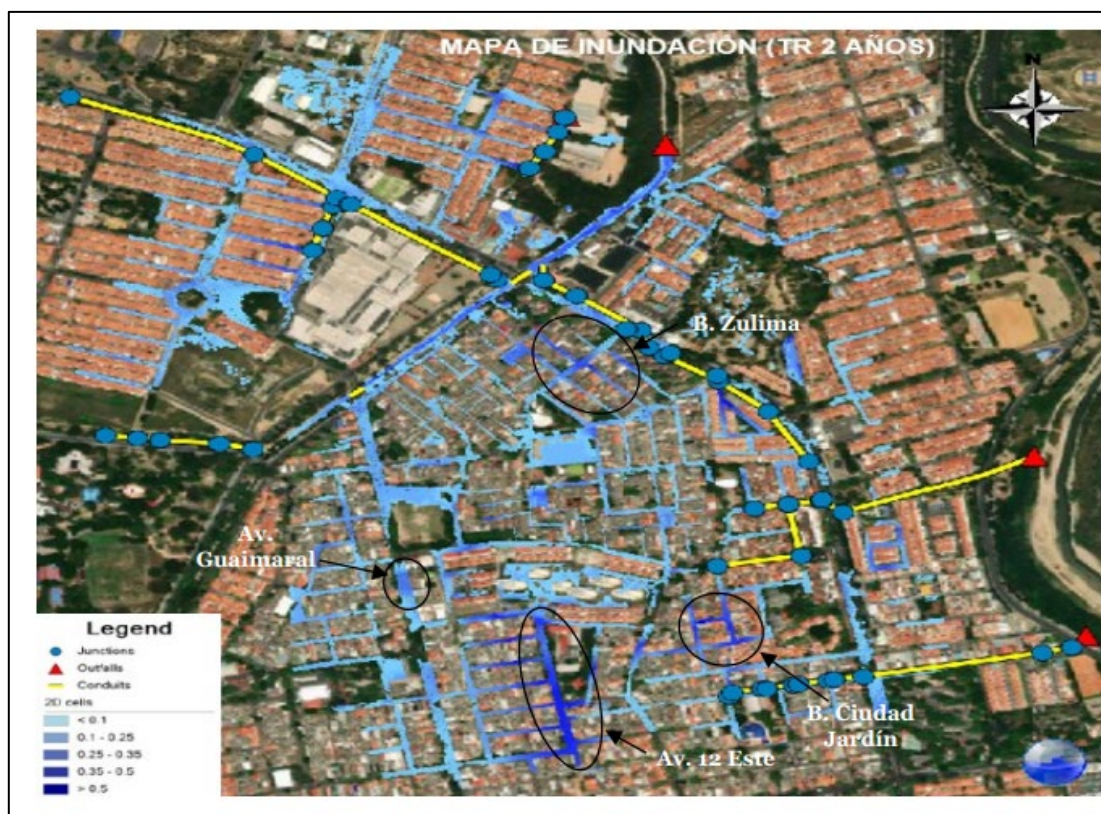 MAPA DE INUNDACIÓN (TR 2 AÑOS)
N
B. Zulima
Av.
Guaimaral
Legend
Junctions
Outfalls
Conduits
2D cells
< 0.1
0.1 - 0.25
0.25 - 0.35
0.35 - 0.5
> 0.5
B. Ciudad
Jardín
Av. 12 Este